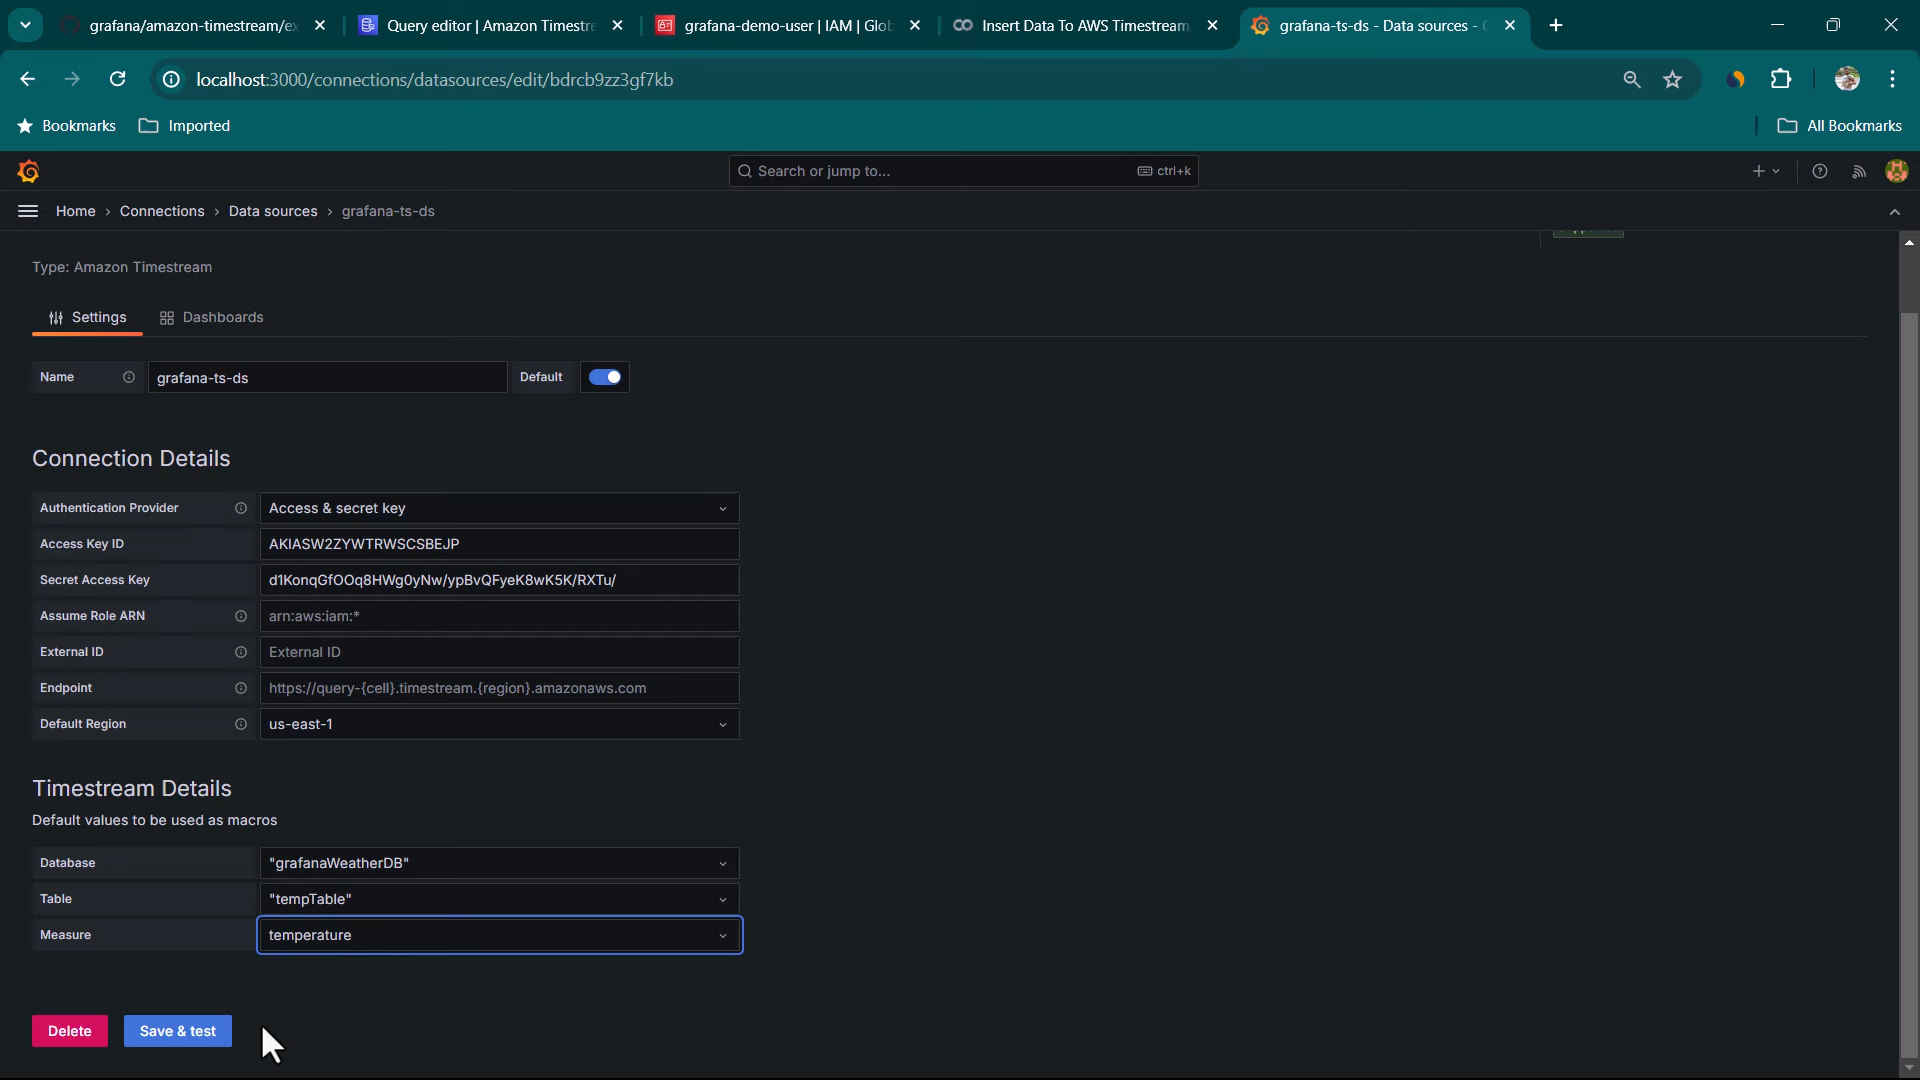 grafana/amazon-timestream/ex
Query editor | Amazon Timestre
grafana-demo-user | IAM | Glob
Insert Data To AWS Timestream
grafana-ts-ds - Data sources -
localhost:3000/connections/datasources/edit/bdrcb9zz3gf7kb
Bookmarks
Imported
All Bookmarks
Search or jump to...
ctrl+k
Home › Connections › Data sources › grafana-ts-ds
Type: Amazon Timestream
Settings
Dashboards
Name
grafana-ts-ds
Default
Connection Details
Authentication Provider
Access & secret key
Access Key ID
AKIASW2ZYWTRWSCSBEJP
Secret Access Key
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
Assume Role ARN
arn:aws:iam:*
External ID
External ID
Endpoint
https://query-{cell}.timestream.{region}.amazonaws.com
Default Region
us-east-1
Timestream Details
Default values to be used as macros
Database
"grafanaWeatherDB"
Table
"tempTable"
Measure
temperature
Delete
Save & test